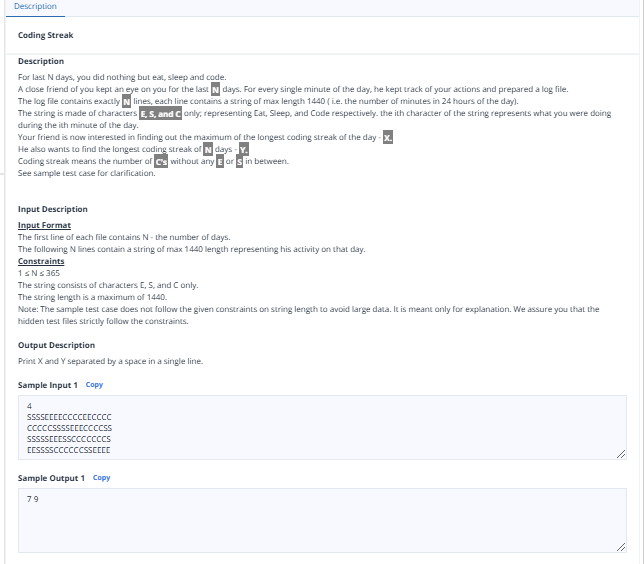 Description
Coding Streak
Description
For last N days, you did nothing but eat, sleep and code.
A close friend of you kept an eye on you for the last N days. For every single minute of the day, he kept track of your actions and prepared a log file.
The log file contains exactly N lines, each line contains a string of max length 1440 ( i.e. the number of minutes in 24 hours of the day).
The string is made of characters E, S, and C only; representing Eat, Sleep, and Code respectively. the ith character of the string represents what you were doing
during the ith minute of the day.
Your friend is now interested in finding out the maximum of the longest coding streak of the day - X.
He also wants to find the longest coding streak of N days - Y.
Coding streak means the number of C's without any E or S in between.
See sample test case for clarification.
Input Description
Input Format
The first line of each file contains N - the number of days.
The following N lines contain a string of max 1440 length representing his activity on that day.
Constraints
1 ≤ N ≤ 365
The string consists of characters E, S, and C only.
The string length is a maximum of 1440.
Note: The sample test case does not follow the given constraints on string length to avoid large data. It is meant only for explanation. We assure you that the
hidden test files strictly follow the constraints.
Output Description
Print X and Y separated by a space in a single line.
Sample Input 1 Copy
4
SSSSEEEECCCCEECCCC
CCCCCSSSSEEECCCCSS
SSSSSEEESSCCCCCCCS
EESSSSCCCCCCSSEEEE
Sample Output 1 Copy
7 9